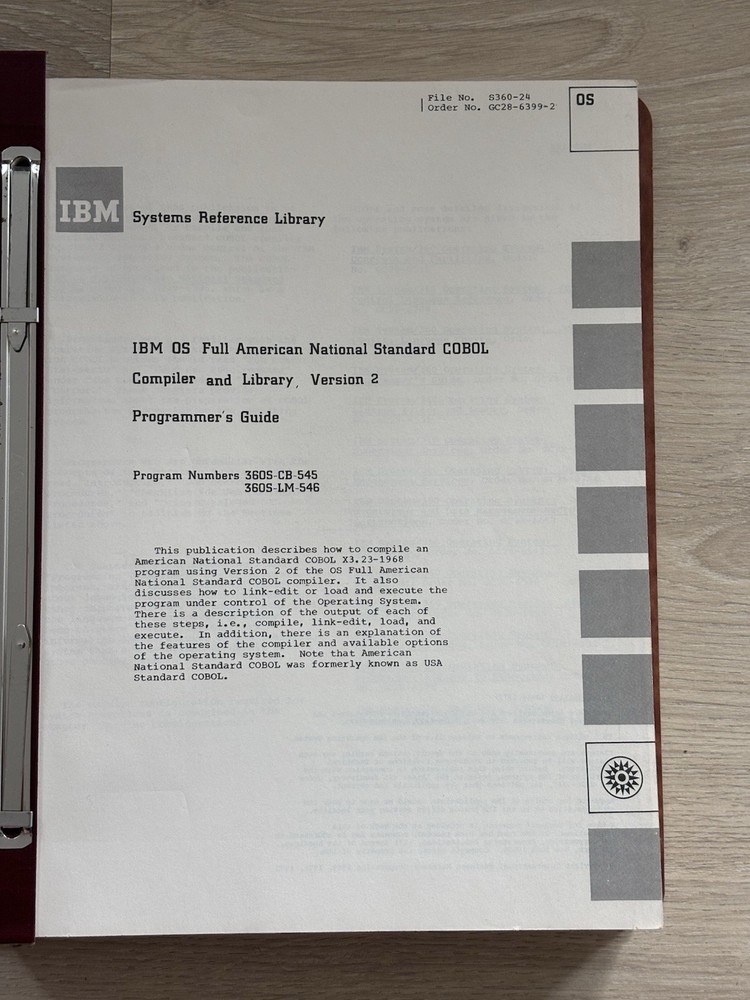 File No. S360-24
Order No. GC28-6399-2
OS
IBM
Systems Reference Library
IBM OS Full American National Standard COBOL
Compiler and Library, Version 2
Programmer's Guide
Program Numbers 360S-CB-545
360S-LM-546
This publication describes how to compile an
American National Standard COBOL X3.23-1968
program using Version 2 of the OS Full American
National Standard COBOL compiler. It also
discusses how to link-edit or load and execute the
program under control of the Operating System.
There is a description of the output of each of
these steps, i.e., compile, link-edit, load, and
execute. In addition, there is an explanation of
the features of the compiler and available options
of the operating system. Note that American
National Standard COBOL was formerly known as USA
Standard COBOL.